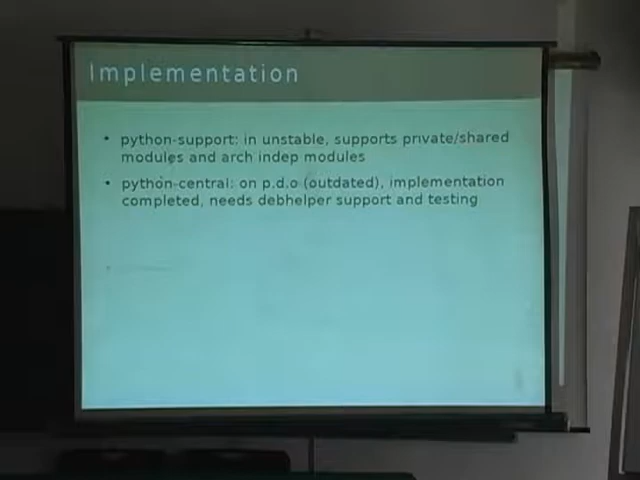 Implementation
• python-support: in unstable, supports private/shared
modules and arch indep modules
• python-central: on p.d.o (outdated), implementation
completed, needs debhelper support and testing